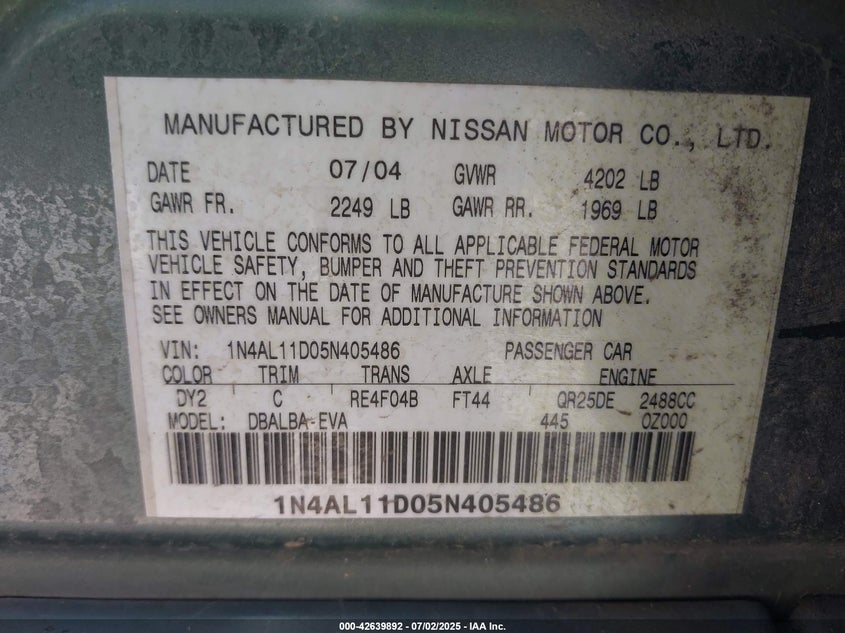 MANUFACTURED BY NISSAN MOTOR CO., LTD.
DATE 07/04 GVWR 4202 LB
GAWR FR. 2249 LB GAWR RR. 1969 LB
THIS VEHICLE CONFORMS TO ALL APPLICABLE FEDERAL MOTOR
VEHICLE SAFETY, BUMPER AND THEFT PREVENTION STANDARDS
IN EFFECT ON THE DATE OF MANUFACTURE SHOWN ABOVE.
SEE OWNERS MANUAL FOR ADDITIONAL INFORMATION
VIN: 1N4AL11D05N405486 PASSENGER CAR
COLOR TRIM TRANS AXLE ENGINE
DY2 C RE4F04B FT44 QR25DE 2488CC
MODEL: DBALBA-EVA 445 0Z000
1N4AL11D05N405486
000-42639892 - 07/02/2025 - IAA Inc.